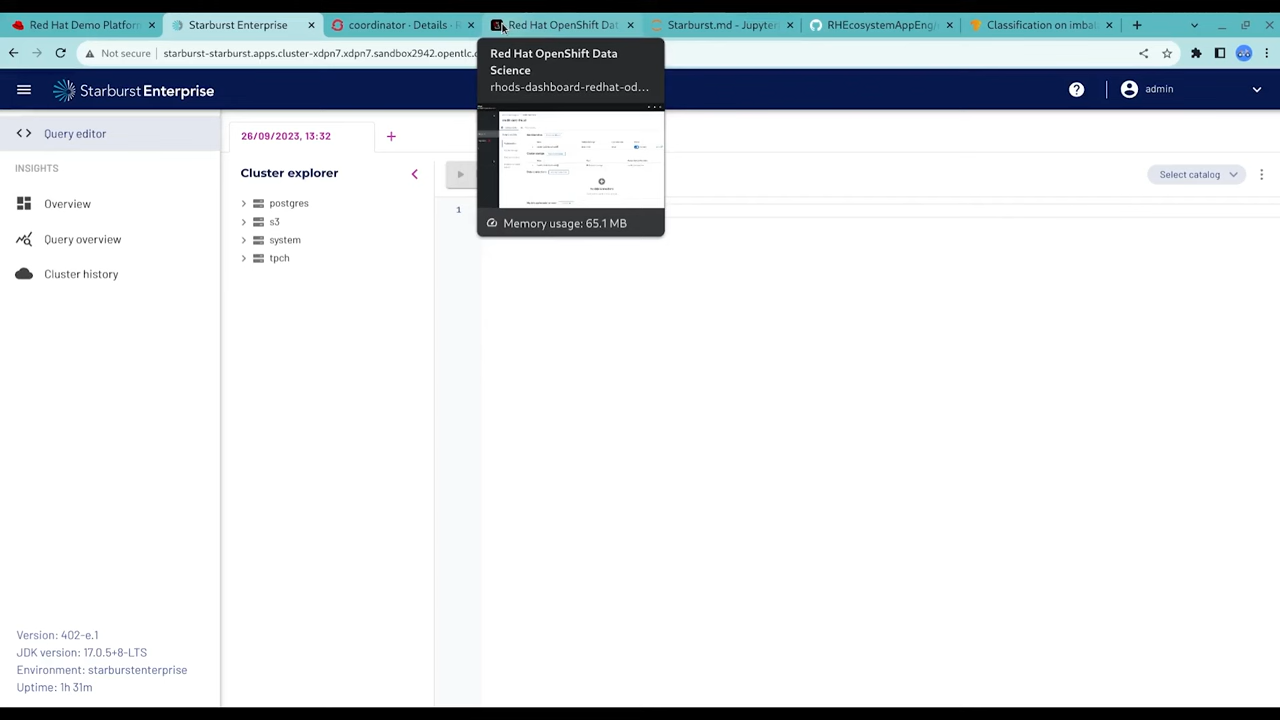 Red Hat Demo Platform
Starburst Enterprise
coordinator · Details · R
Red Hat OpenShift Dat
Starburst.md - Jupyter
RHEcosystemAppEng/
Classification on imbal
Not secure
starburst-starburst.apps.cluster-xdpn7.xdpn7.sandbox2942.opentlc.c
Red Hat OpenShift Data
Science
rhods-dashboard-redhat-od...
Memory usage: 65.1 MB
Starburst Enterprise
admin
Query editor
Overview
Query overview
Cluster history
26/09/2023, 13:32
Cluster explorer
postgres
s3
system
tpch
1
Select catalog
Version: 402-e.1
JDK version: 17.0.5+8-LTS
Environment: starburstenterprise
Uptime: 1h 31m